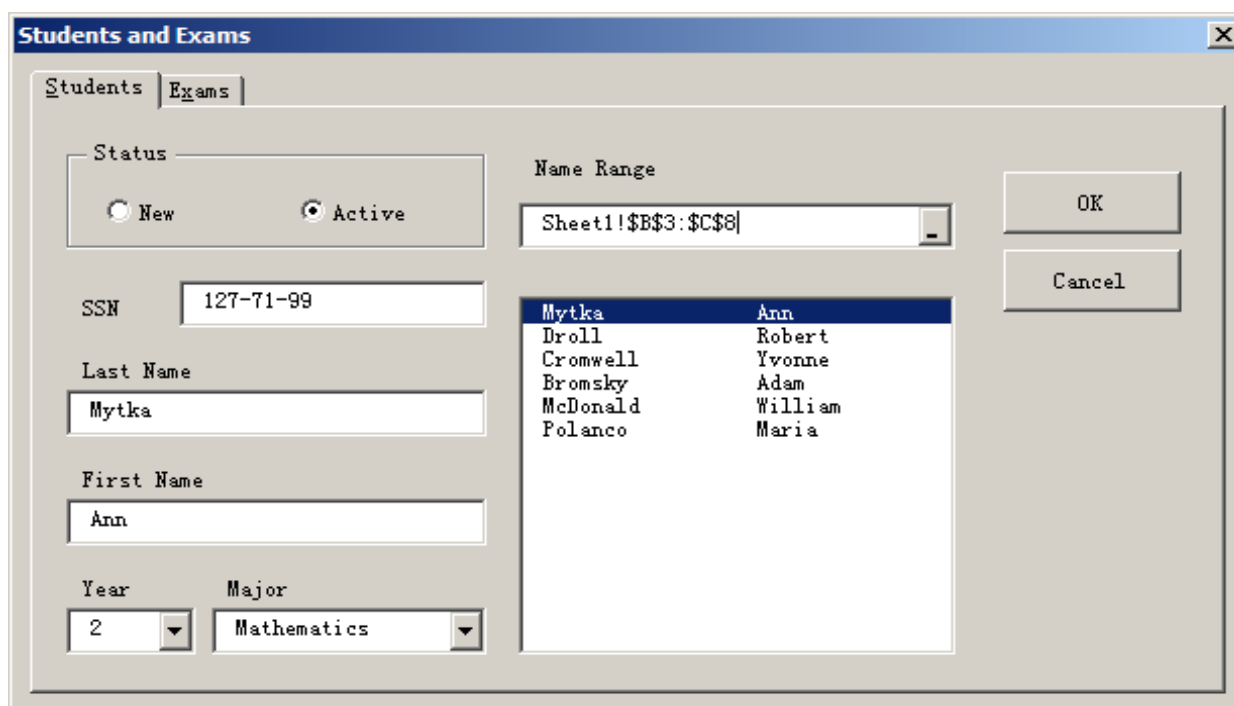 Students and Exams
Students Exams
Status
New Active
SSN 127-71-99
Last Name
Mytka
First Name
Ann
Year Major
2 Mathematics
Name Range
Sheet1!$B$3:$C$8
Mytka Ann
Droll Robert
Cromwell Yvonne
Bromsky Adam
McDonald William
Polanco Maria
OK
Cancel